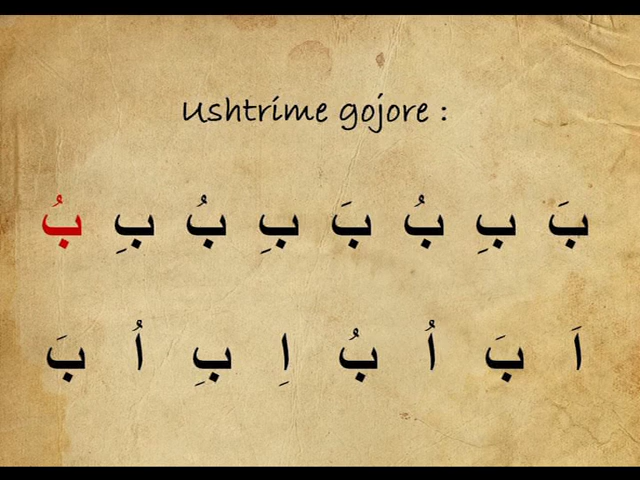 Ushtrime gojore :
بَ بِ بُ بَ بِ بُ بِ بُ
اَ بَ اُ بُ اِ بِ اُ بَ